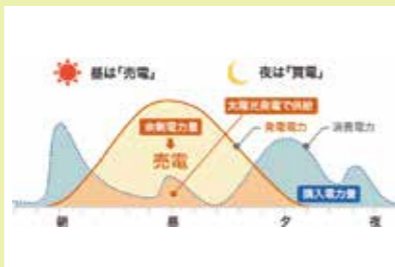 昼は「売電」
夜は「買電」
太陽光発電で供給
余剰電力量
売電
発電電力
消費電力
購入電力量
朝
昼
夕
夜